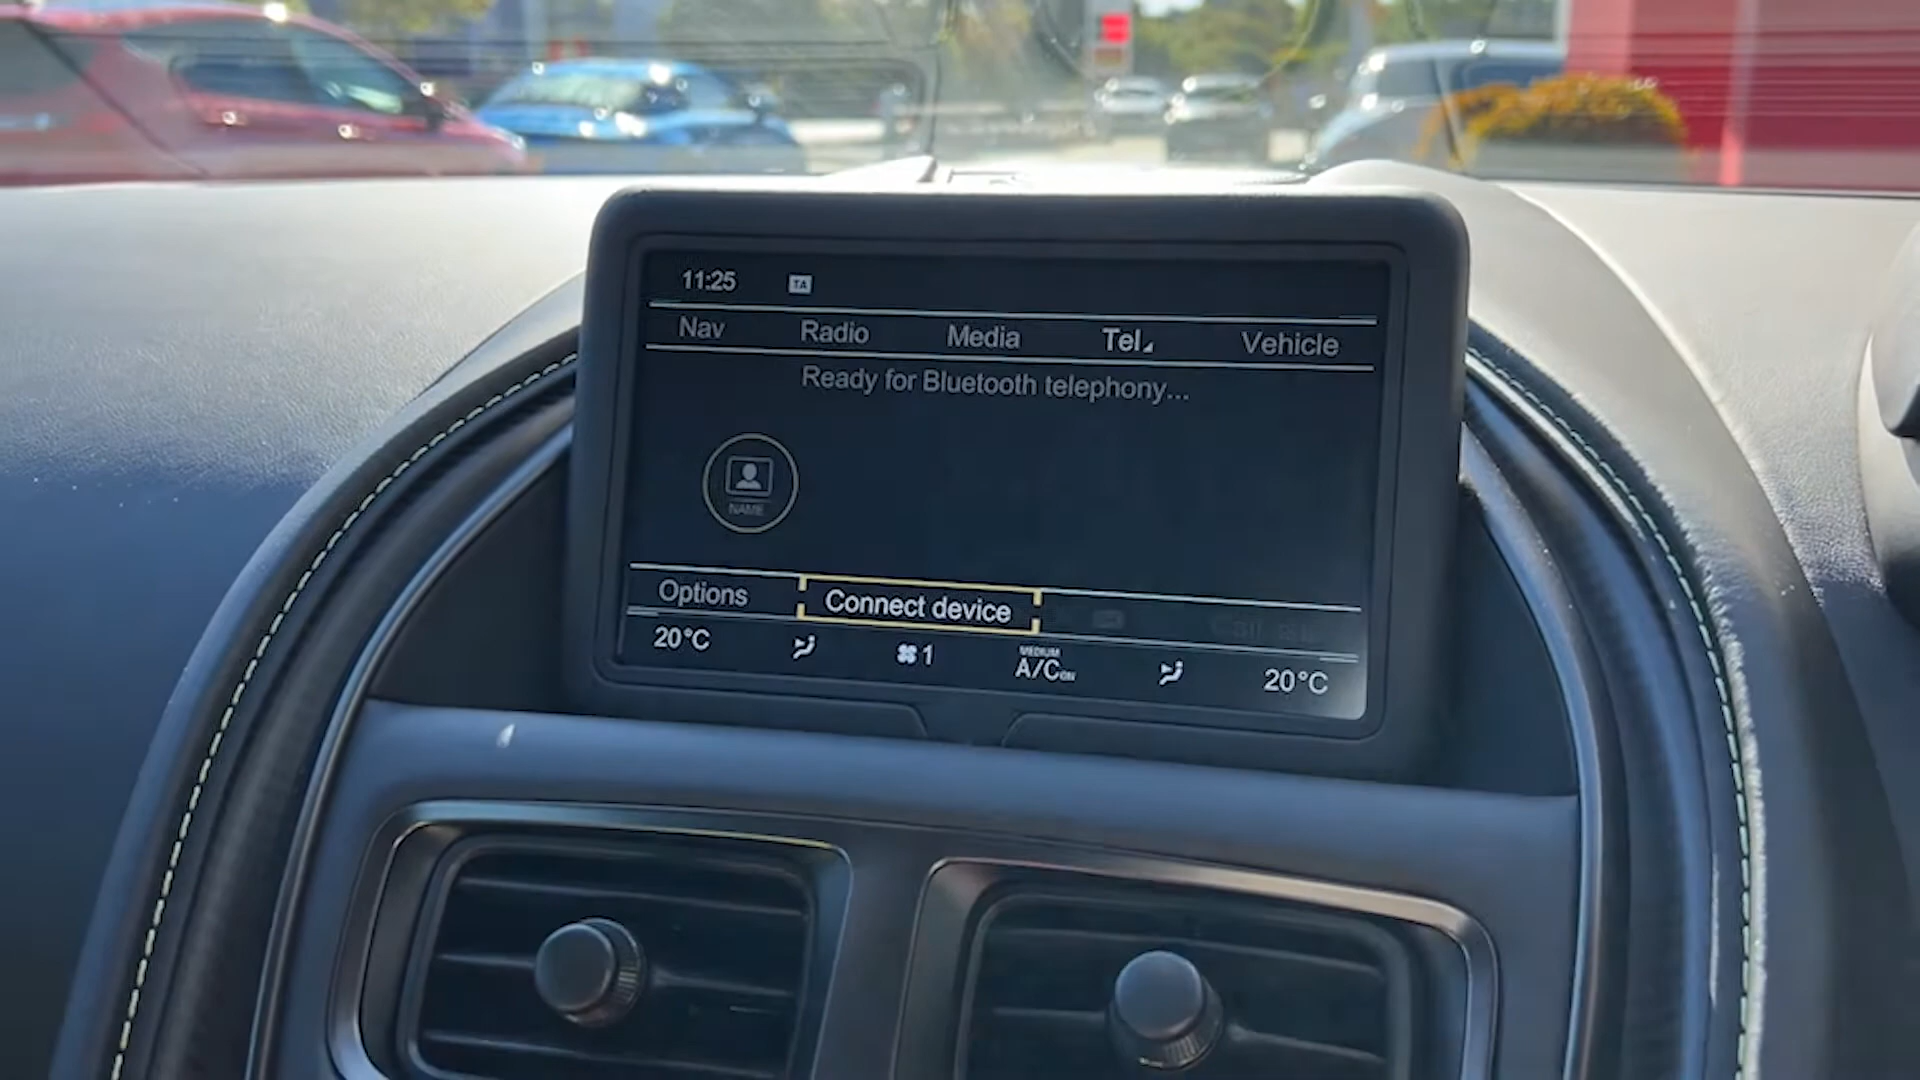 11:25 TA
Nav Radio Media Tel Vehicle
Ready for Bluetooth telephony...
NAME
Options Connect device
20°C 1 MEDIUM A/C ON 20°C